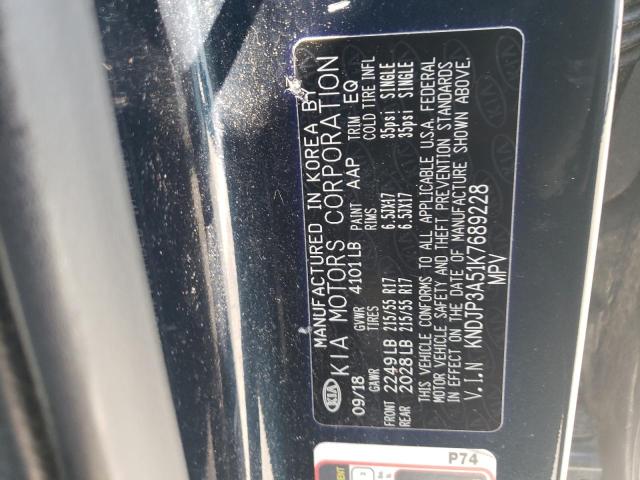 MANUFACTURED IN KOREA BY
KIA KIA MOTORS CORPORATION
09/18 GVWR 4101LB PAINT AAP TRIM EQ
GAWR TIRES RIMS COLD TIRE INFL
FRONT 2249LB 215/55 R17 6.5JX17 35psi SINGLE
REAR 2028LB 215/55 R17 6.5JX17 35psi SINGLE
THIS VEHICLE CONFORMS TO ALL APPLICABLE U.S.A. FEDERAL
MOTOR VEHICLE SAFETY AND THEFT PREVENTION STANDARDS
IN EFFECT ON THE DATE OF MANUFACTURE SHOWN ABOVE.
V.I.N KNDJP3A51K7689228
MPV
P74